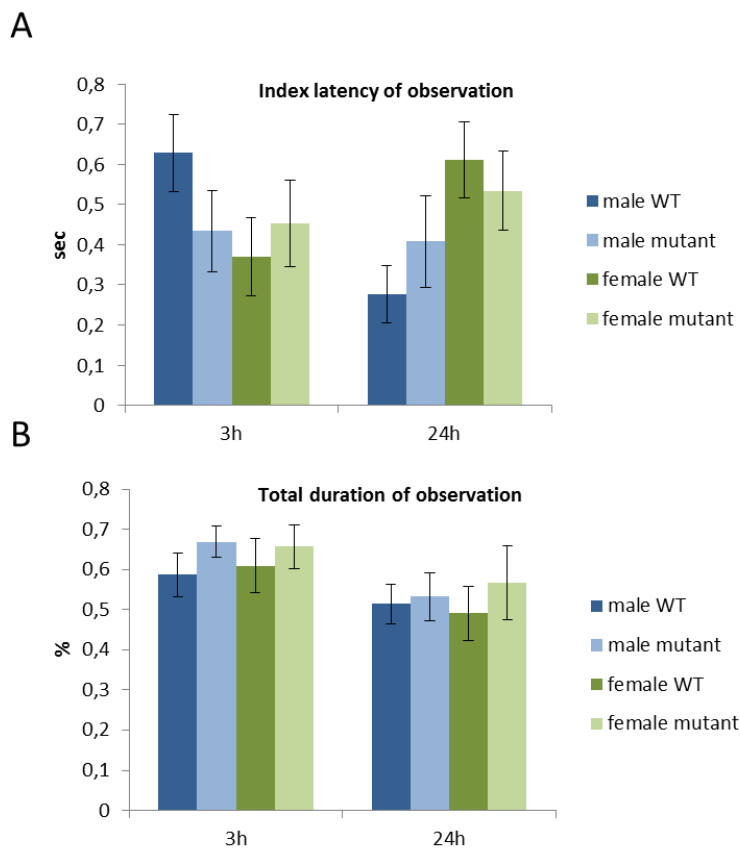 A
Index latency of observation
0,8
0,7
0,6
0,5
0,4
0,3
0,2
0,1
0
sec
3h
24h
male WT
male mutant
female WT
female mutant
B
Total duration of observation
0,8
0,7
0,6
0,5
0,4
0,3
0,2
0,1
0
%
3h
24h
male WT
male mutant
female WT
female mutant